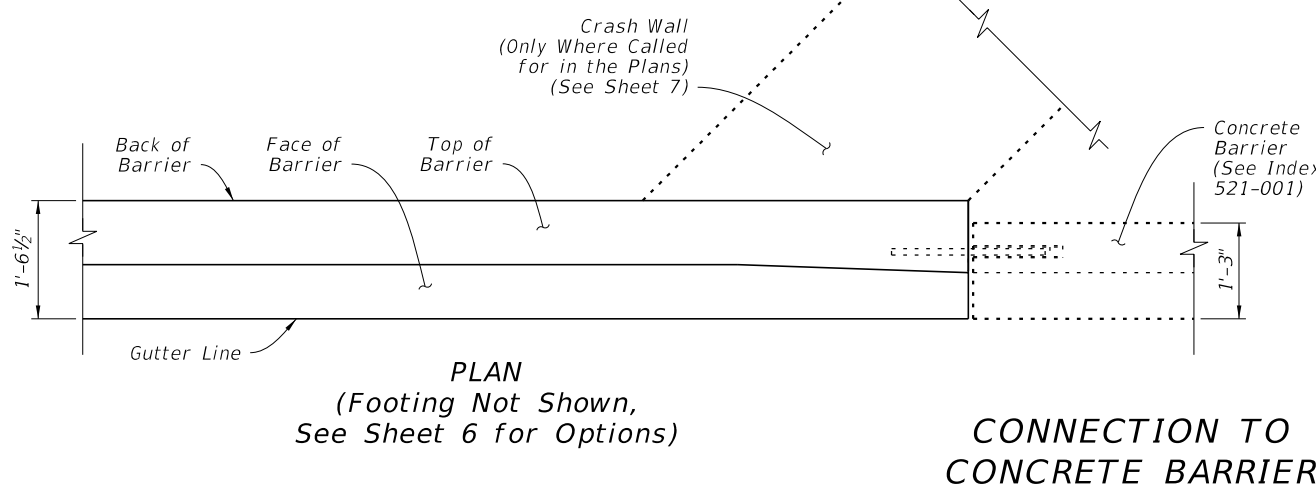 Crash Wall
(Only Where Called
for in the Plans)
(See Sheet 7)
Back of
Barrier
Face of
Barrier
Top of
Barrier
Concrete
Barrier
(See Index
521-001)
1'-6½"
1'-3"
Gutter Line
PLAN
(Footing Not Shown,
See Sheet 6 for Options)
CONNECTION TO
CONCRETE BARRIER